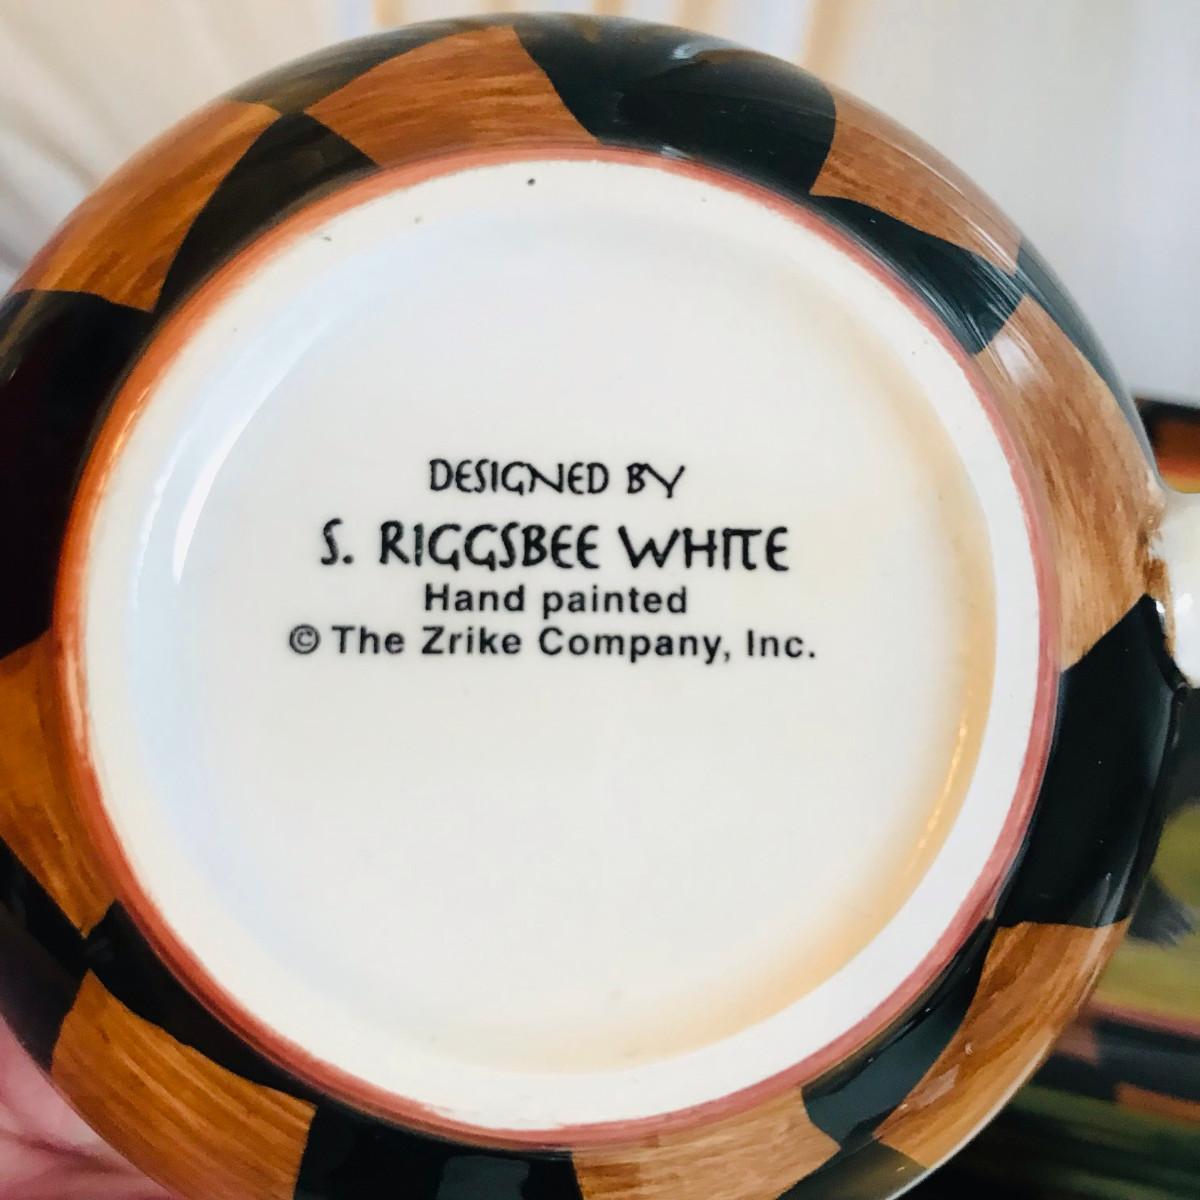 DESIGNED BY
S. RIGGSBEE WHITE
Hand painted
© The Zrike Company, Inc.